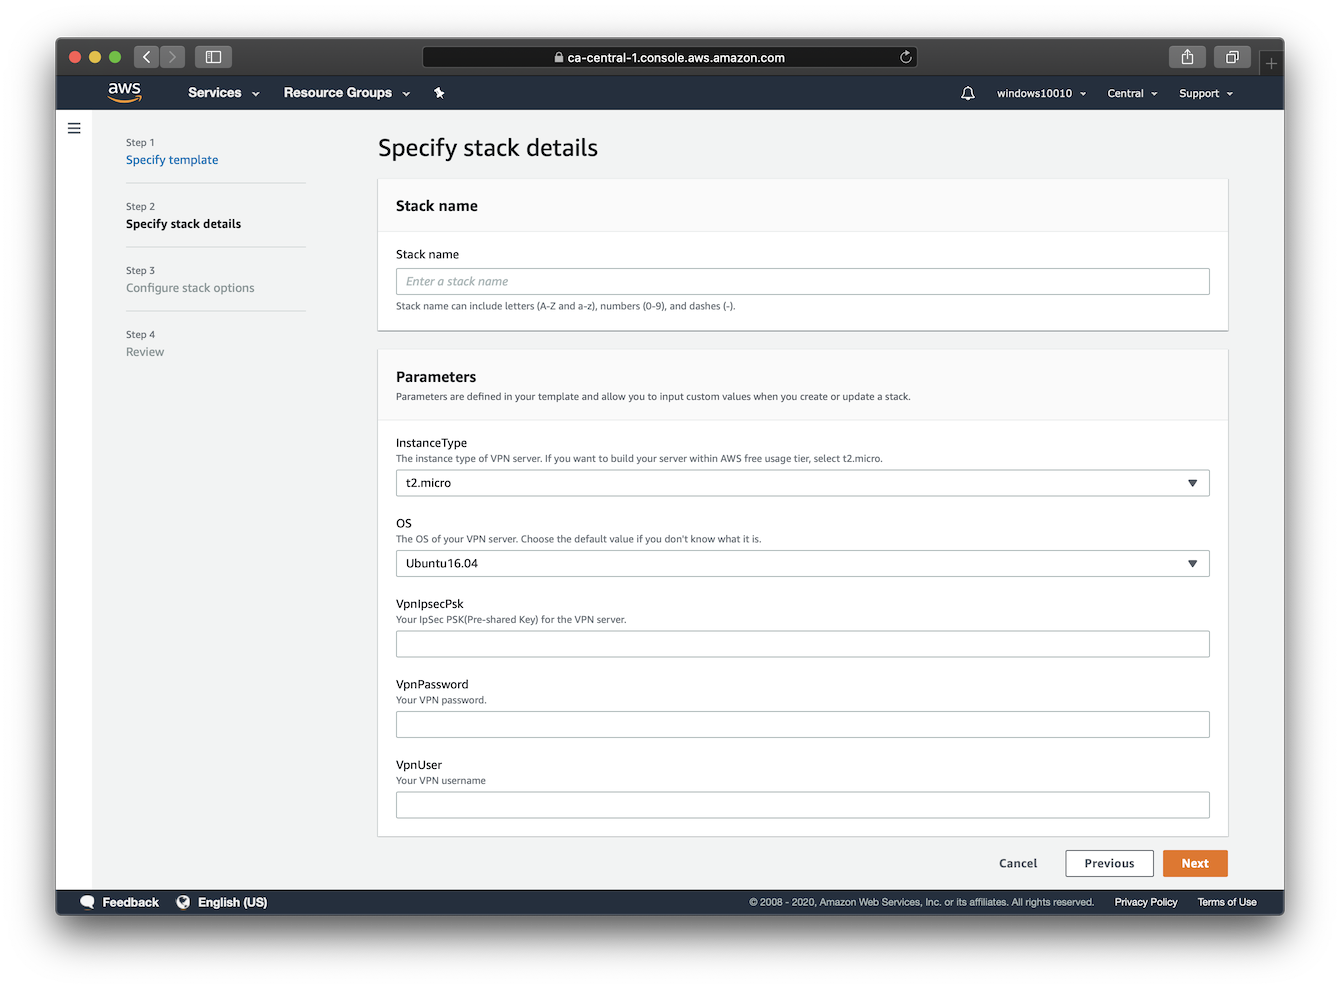 ca-central-1.console.aws.amazon.com
aws
Services
Resource Groups
windows10010
Central
Support
Step 1
Specify template
Step 2
Specify stack details
Step 3
Configure stack options
Step 4
Review
Specify stack details
Stack name
Stack name
Enter a stack name
Stack name can include letters (A-Z and a-z), numbers (0-9), and dashes (-).
Parameters
Parameters are defined in your template and allow you to input custom values when you create or update a stack.
InstanceType
The instance type of VPN server. If you want to build your server within AWS free usage tier, select t2.micro.
t2.micro
OS
The OS of your VPN server. Choose the default value if you don't know what it is.
Ubuntu16.04
VpnIpsecPsk
Your IpSec PSK(Pre-shared Key) for the VPN server.
VpnPassword
Your VPN password.
VpnUser
Your VPN username
Cancel
Previous
Next
Feedback
English (US)
© 2008 - 2020, Amazon Web Services, Inc. or its affiliates. All rights reserved.
Privacy Policy
Terms of Use